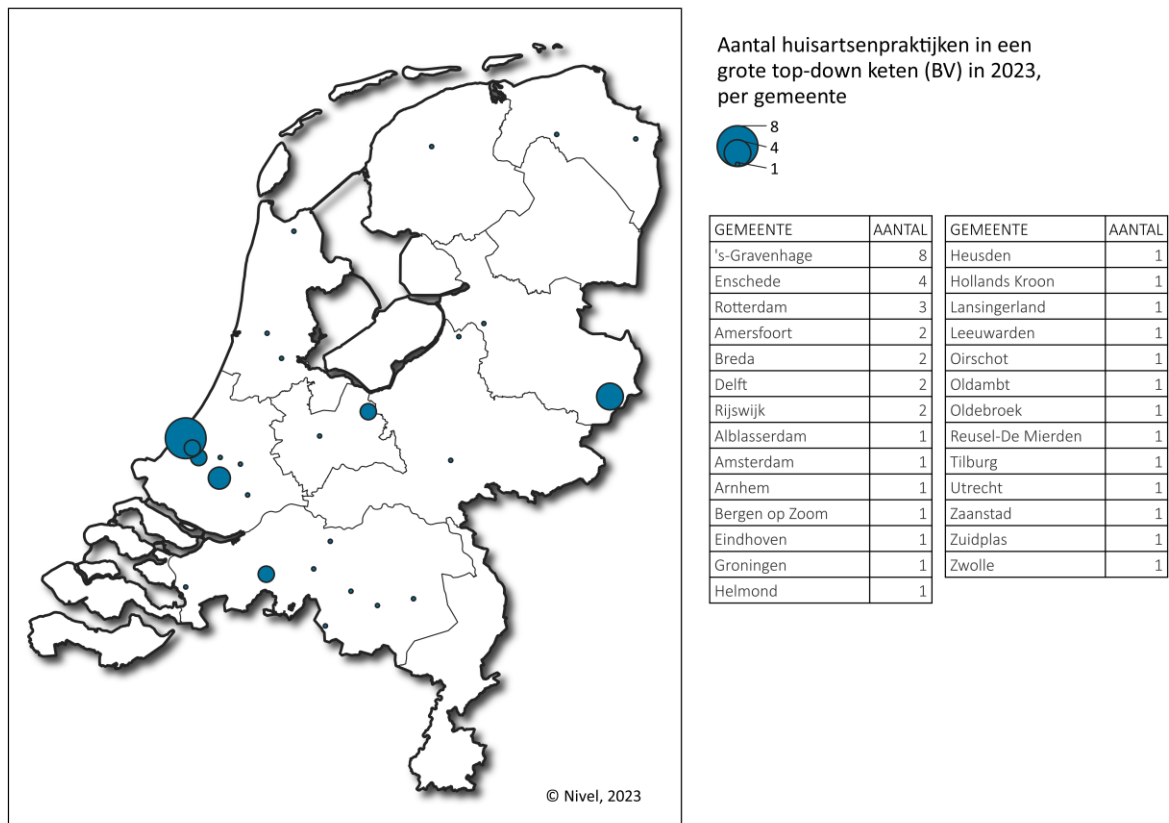 Aantal huisartsenpraktijken in een
grote top-down keten (BV) in 2023,
per gemeente
8
4
1
GEMEENTE AANTAL
's-Gravenhage 8
Enschede 4
Rotterdam 3
Amersfoort 2
Breda 2
Delft 2
Rijswijk 2
Alblasserdam 1
Amsterdam 1
Arnhem 1
Bergen op Zoom 1
Eindhoven 1
Groningen 1
Helmond 1
GEMEENTE AANTAL
Heusden 1
Hollands Kroon 1
Lansingerland 1
Leeuwarden 1
Oirschot 1
Oldambt 1
Oldebroek 1
Reusel-De Mierden 1
Tilburg 1
Utrecht 1
Zaanstad 1
Zuidplas 1
Zwolle 1
© Nivel, 2023